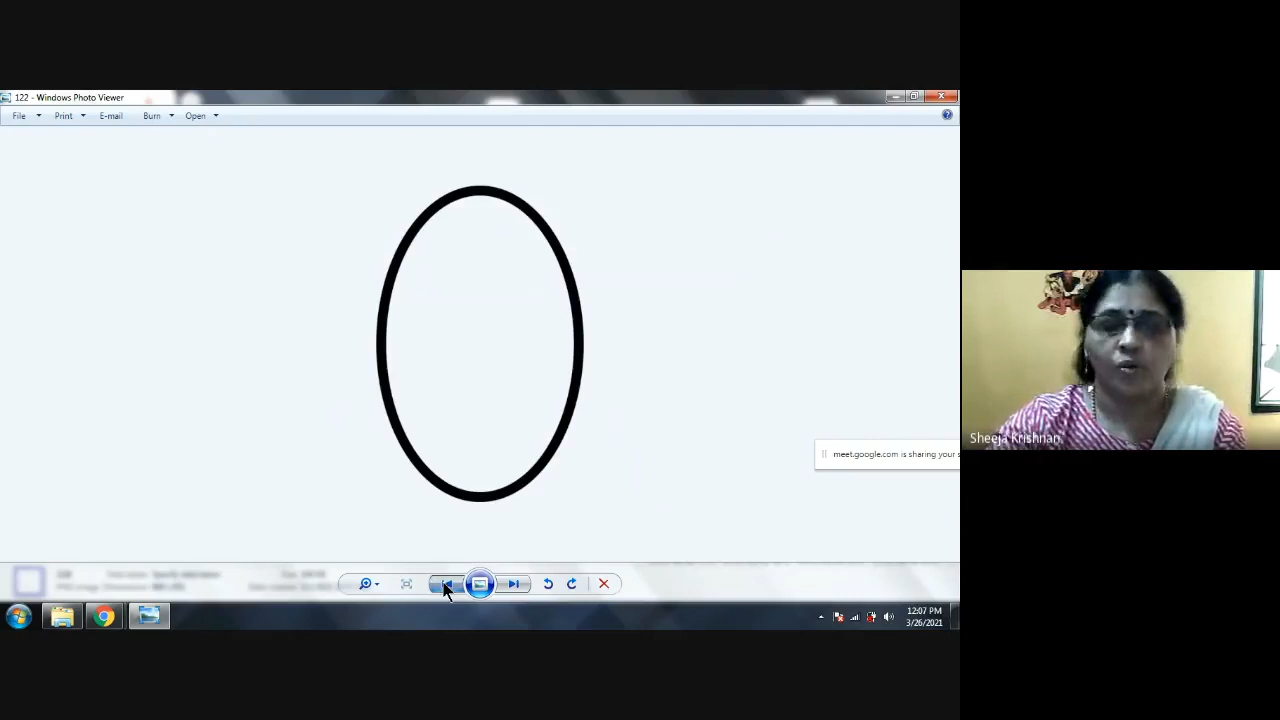 122 - Windows Photo Viewer
File Print E-mail Burn Open
meet.google.com is sharing your s
Sheeja Krishnan
12:07 PM
3/26/2021